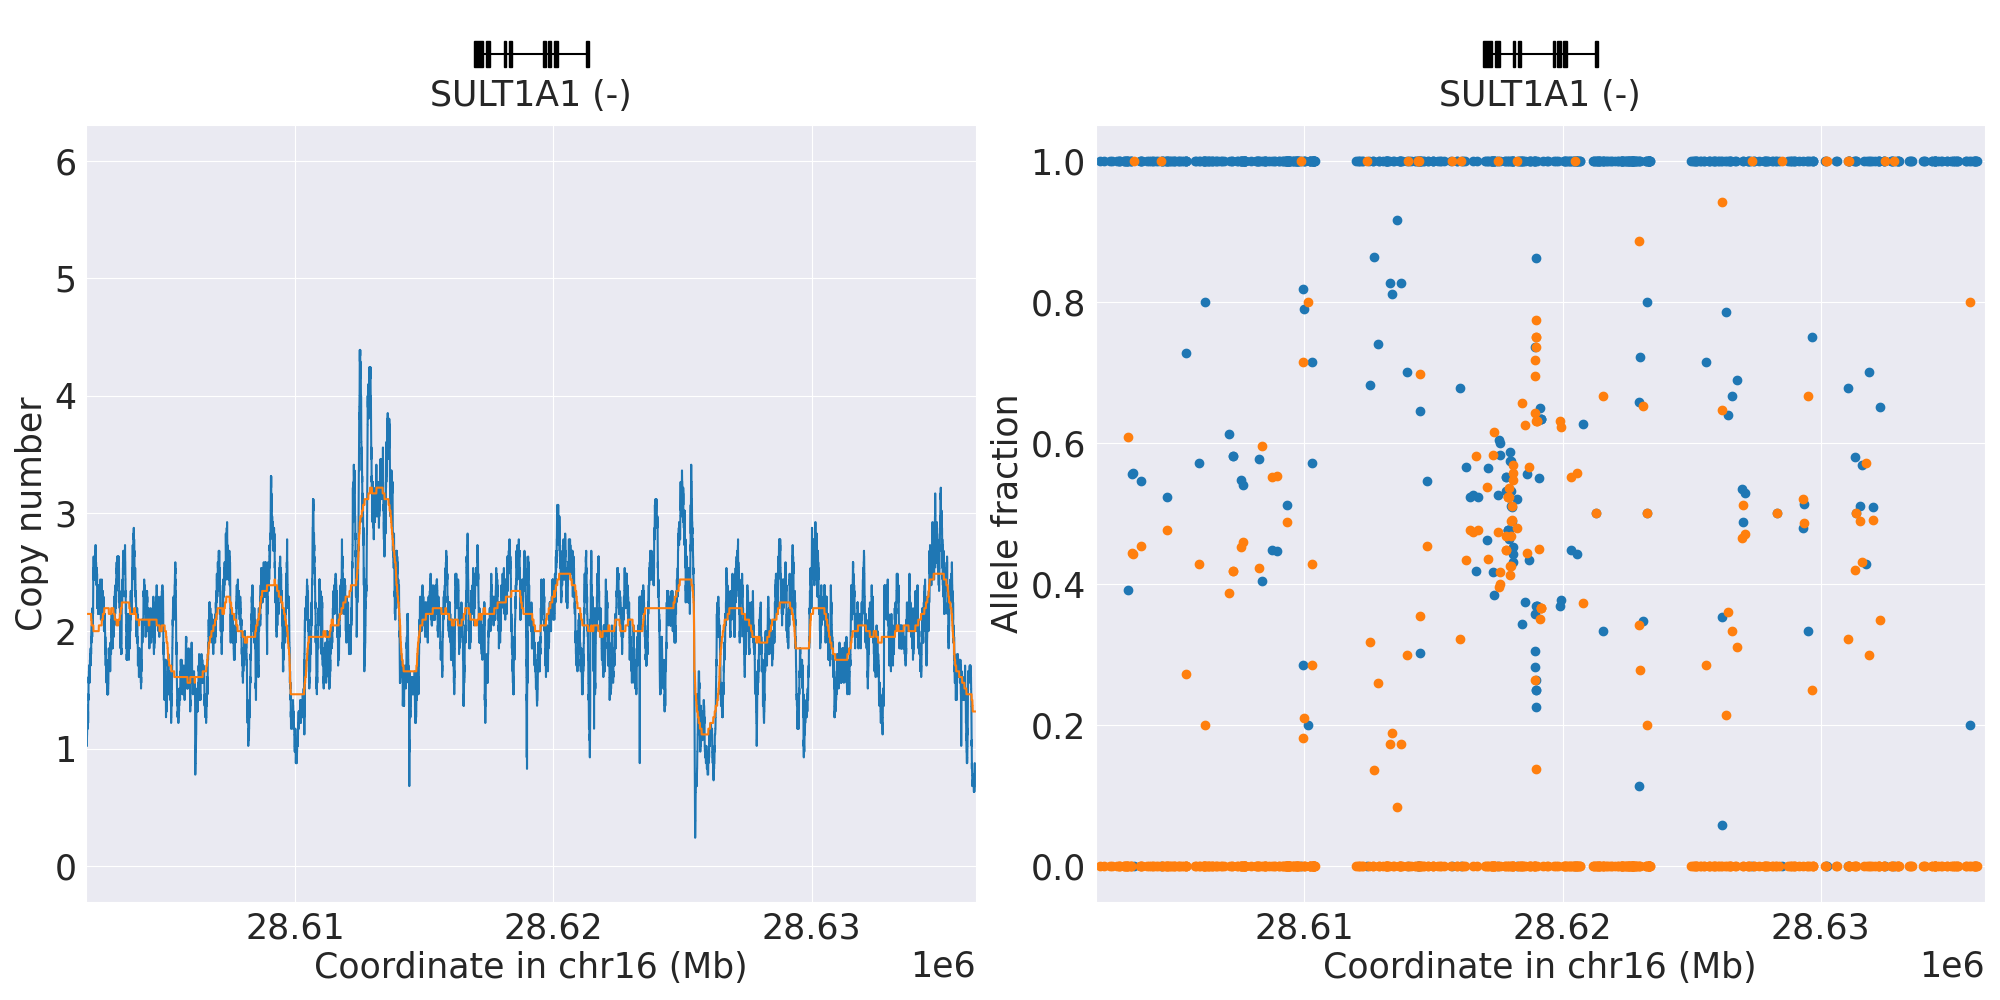 SULT1A1 (-)
6
5
4
3
2
1
0
Copy number
28.61
28.62
28.63
Coordinate in chr16 (Mb)
1e6
SULT1A1 (-)
1.0
0.8
0.6
0.4
0.2
0.0
Allele fraction
28.61
28.62
28.63
Coordinate in chr16 (Mb)
1e6